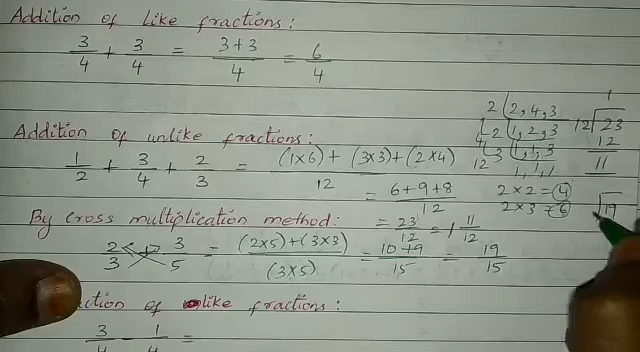 Addition of like fractions:
3/4 + 3/4 = (3+3)/4 = 6/4
Addition of unlike fractions:
1/2 + 3/4 + 2/3 = ((1×6) + (3×3) + (2×4))/12
= (6+9+8)/12
= 23/12 = 1 11/12
2 | 2, 4, 3
2 | 1, 2, 3
3 | 1, 1, 3
1, 1, 1
12
2 × 2 = 4
2 × 3 = 6
1
12 | 23
12
11
19
By Cross multiplication method:
2/3 + 3/5 = ((2×5)+(3×3))/(3×5) = (10+9)/15 = 19/15
ction of like fractions:
3/4 - 1/4 =